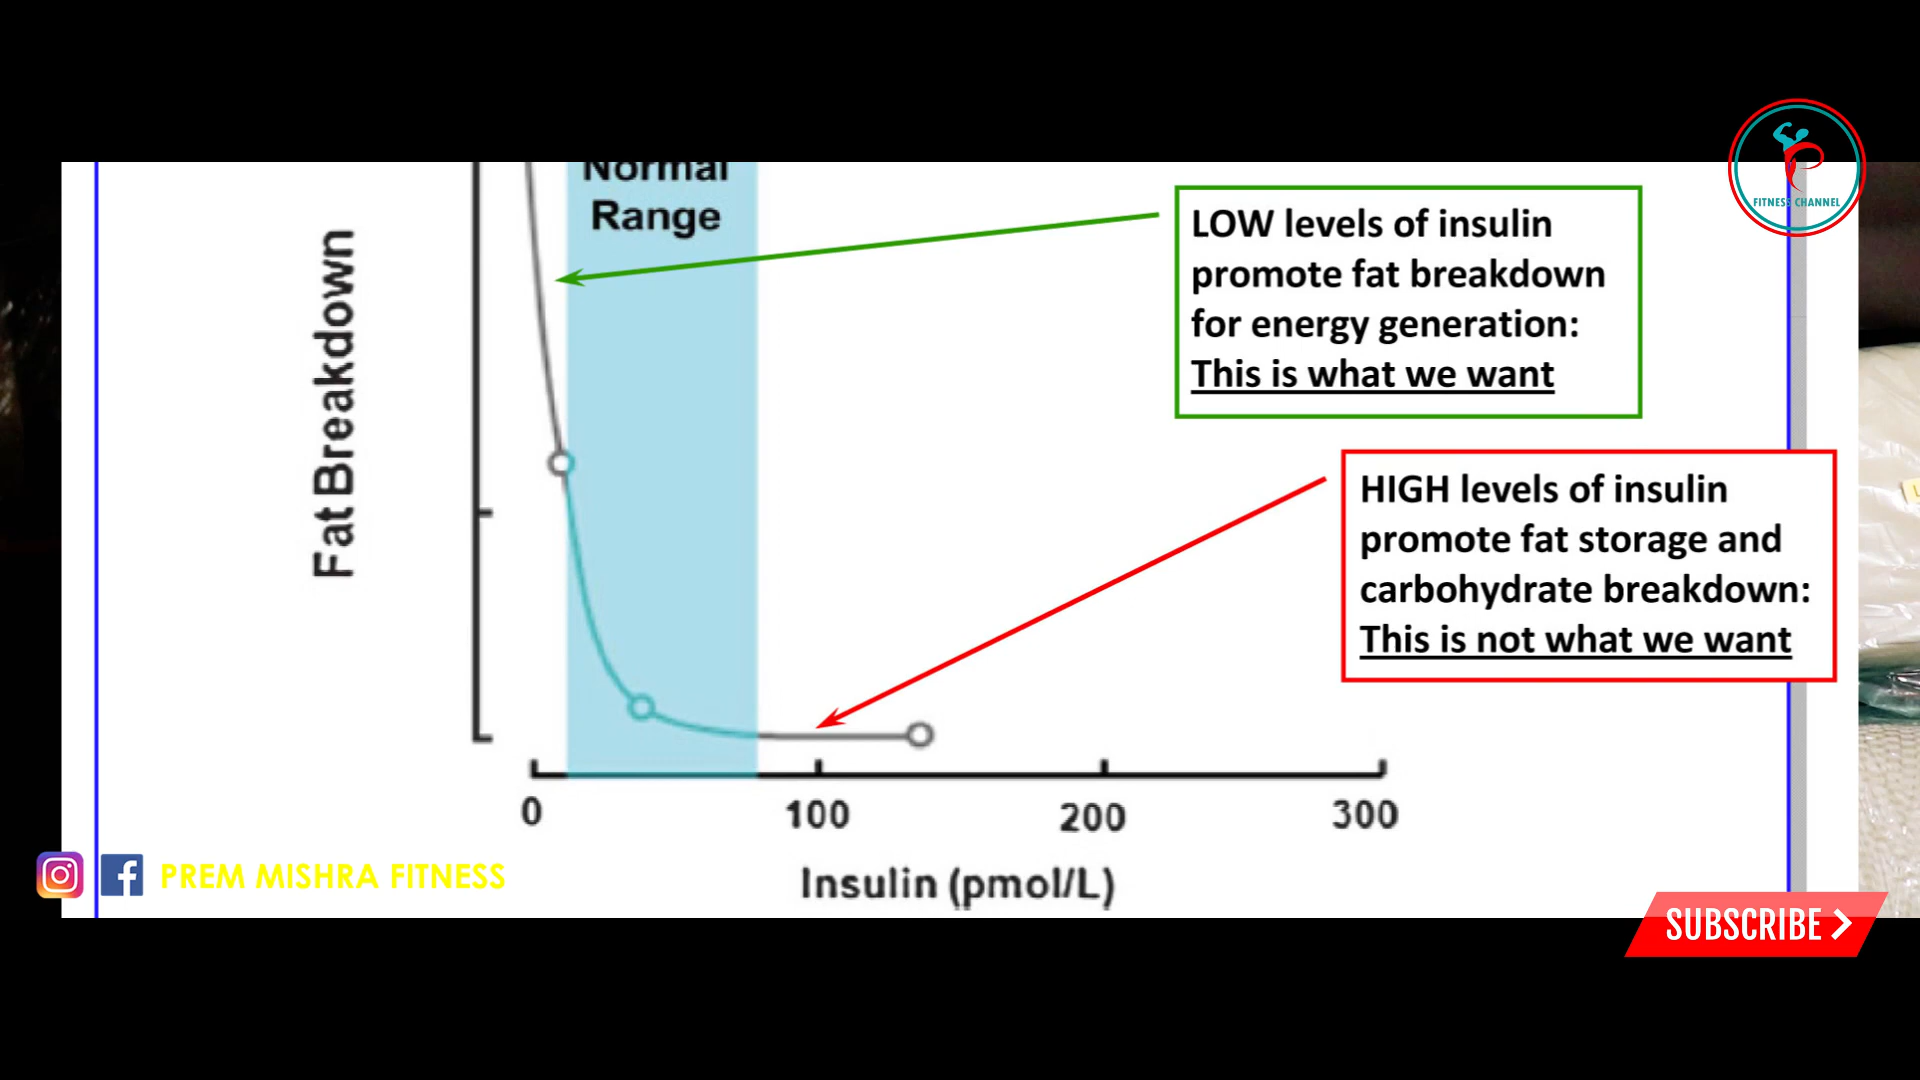 Normal
Range
LOW levels of insulin
promote fat breakdown
for energy generation:
This is what we want
HIGH levels of insulin
promote fat storage and
carbohydrate breakdown:
This is not what we want
Fat Breakdown
0 100 200 300
Insulin (pmol/L)
FITNESS CHANNEL
PREM MISHRA FITNESS
SUBSCRIBE